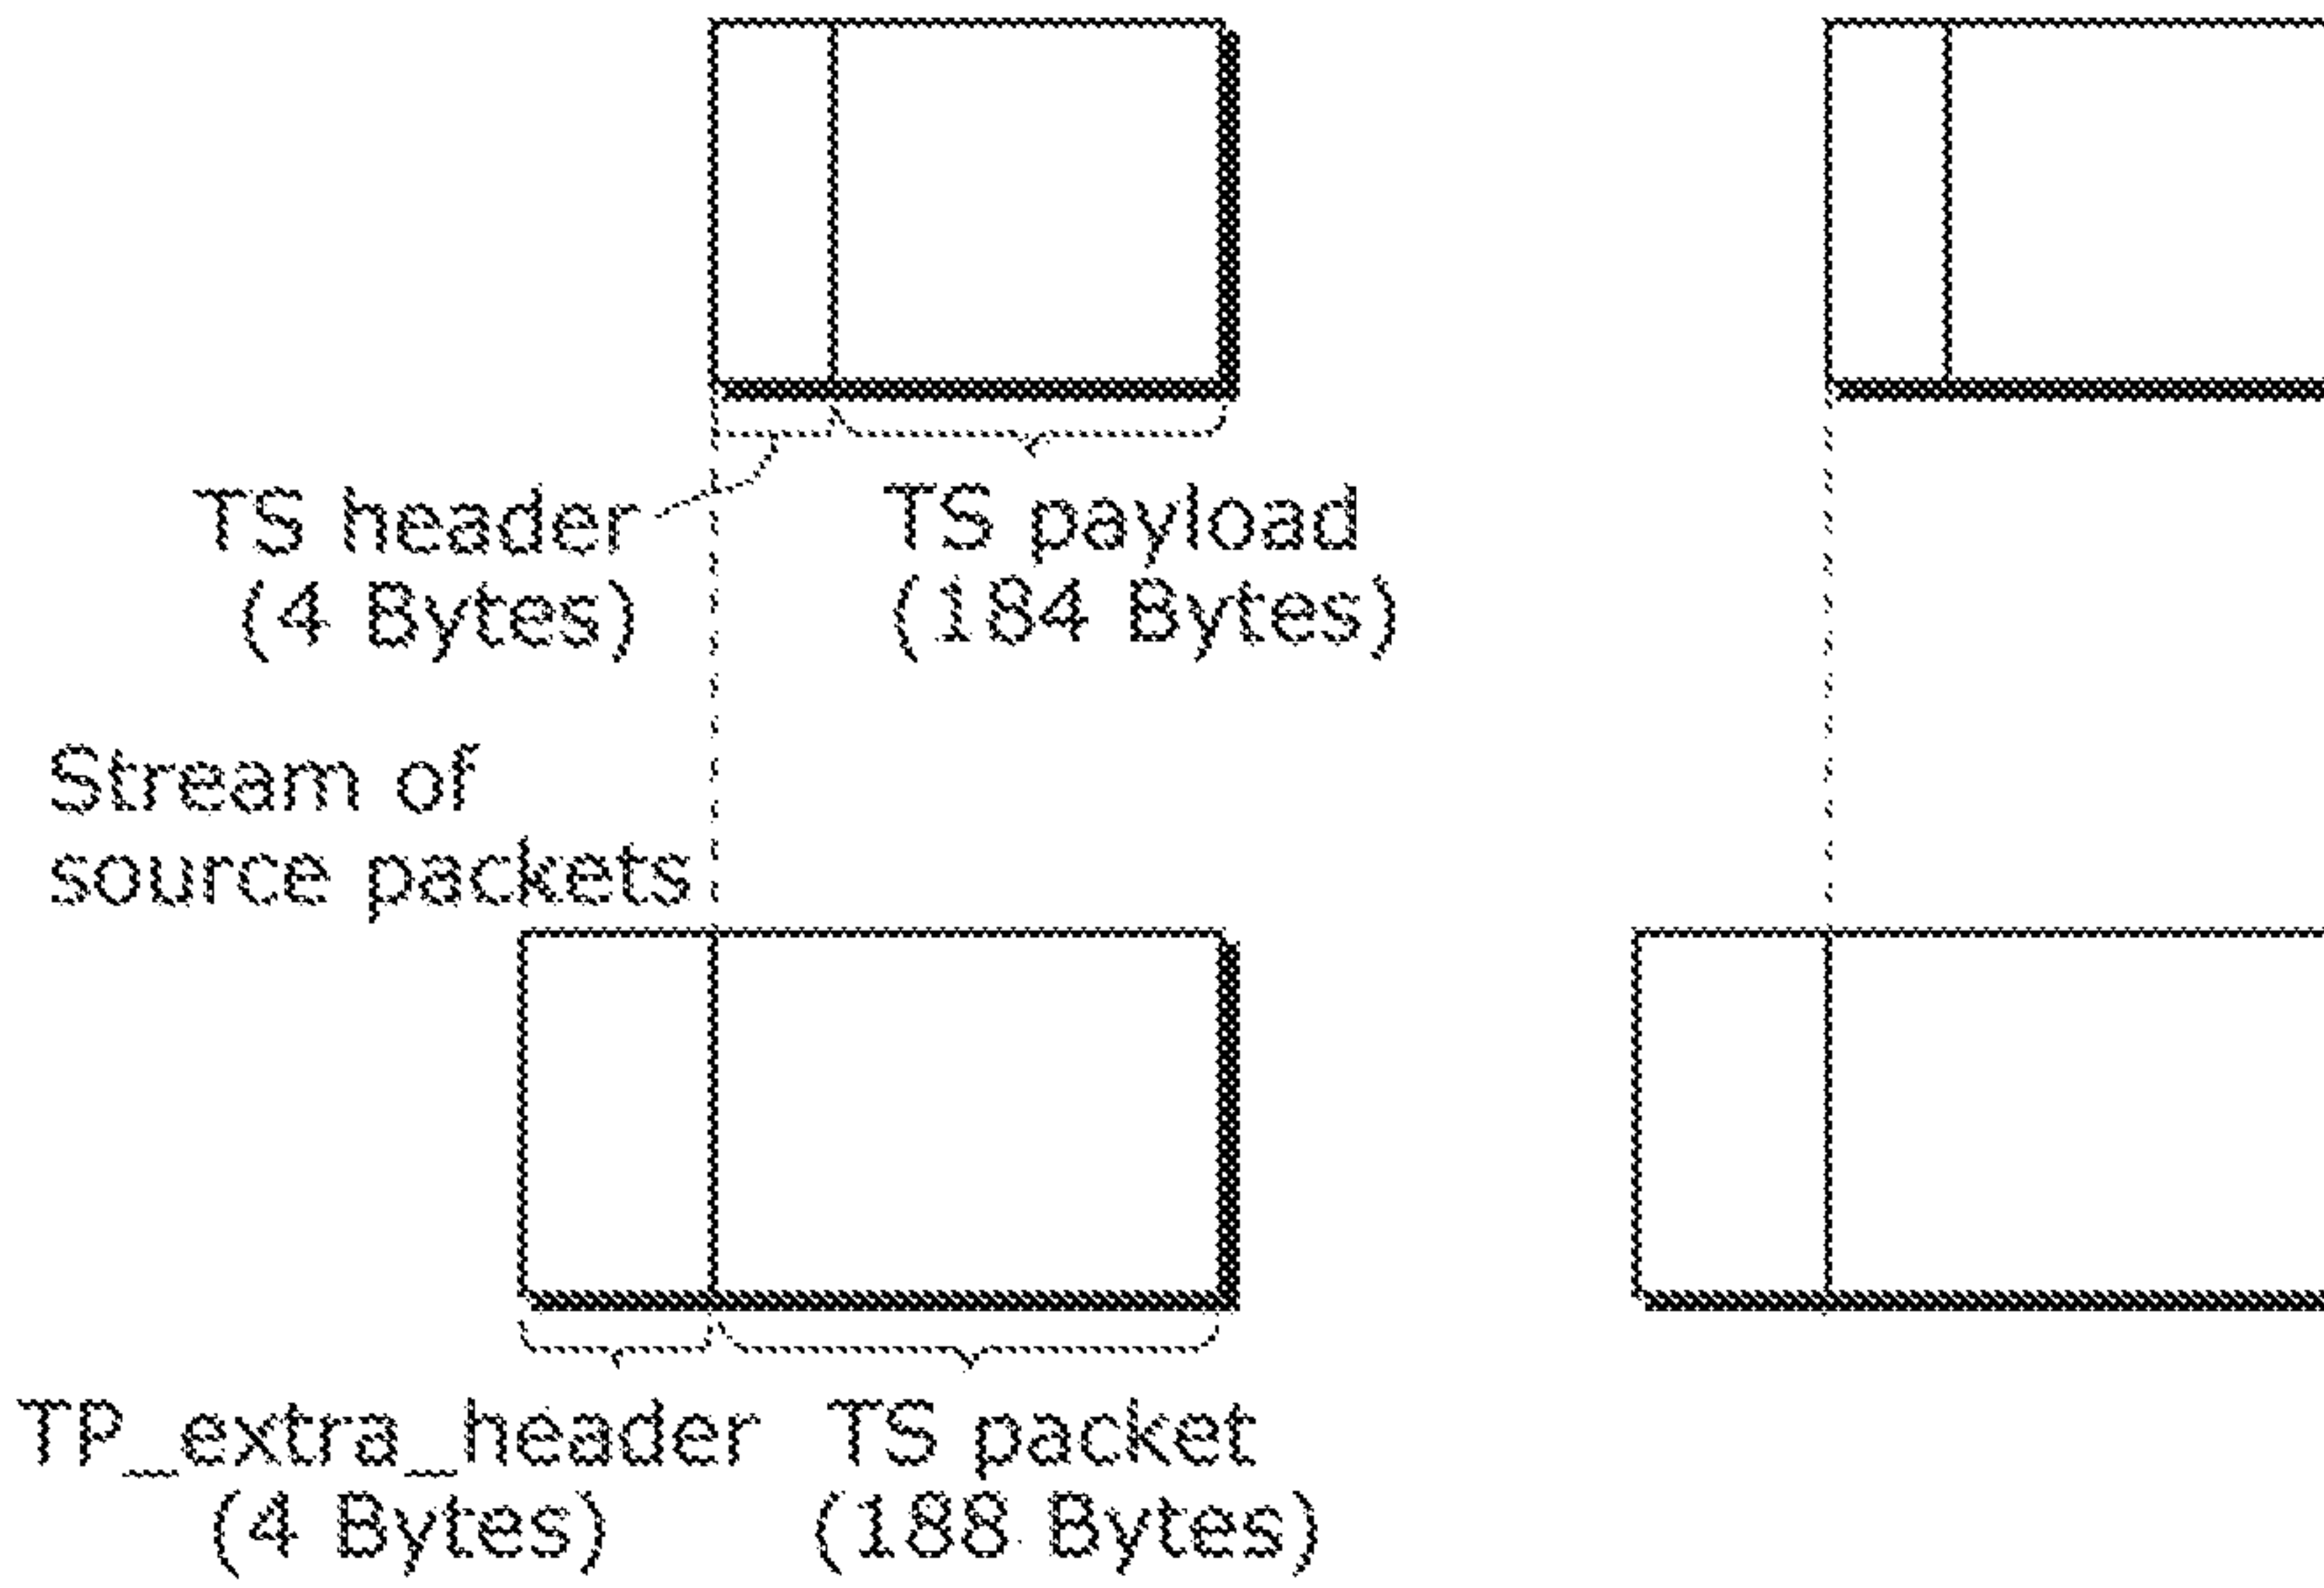 TS header
(4 Bytes)
TS payload
(184 Bytes)
Stream of
source packets
TP_extra_header
(4 Bytes)
TS packet
(188 Bytes)